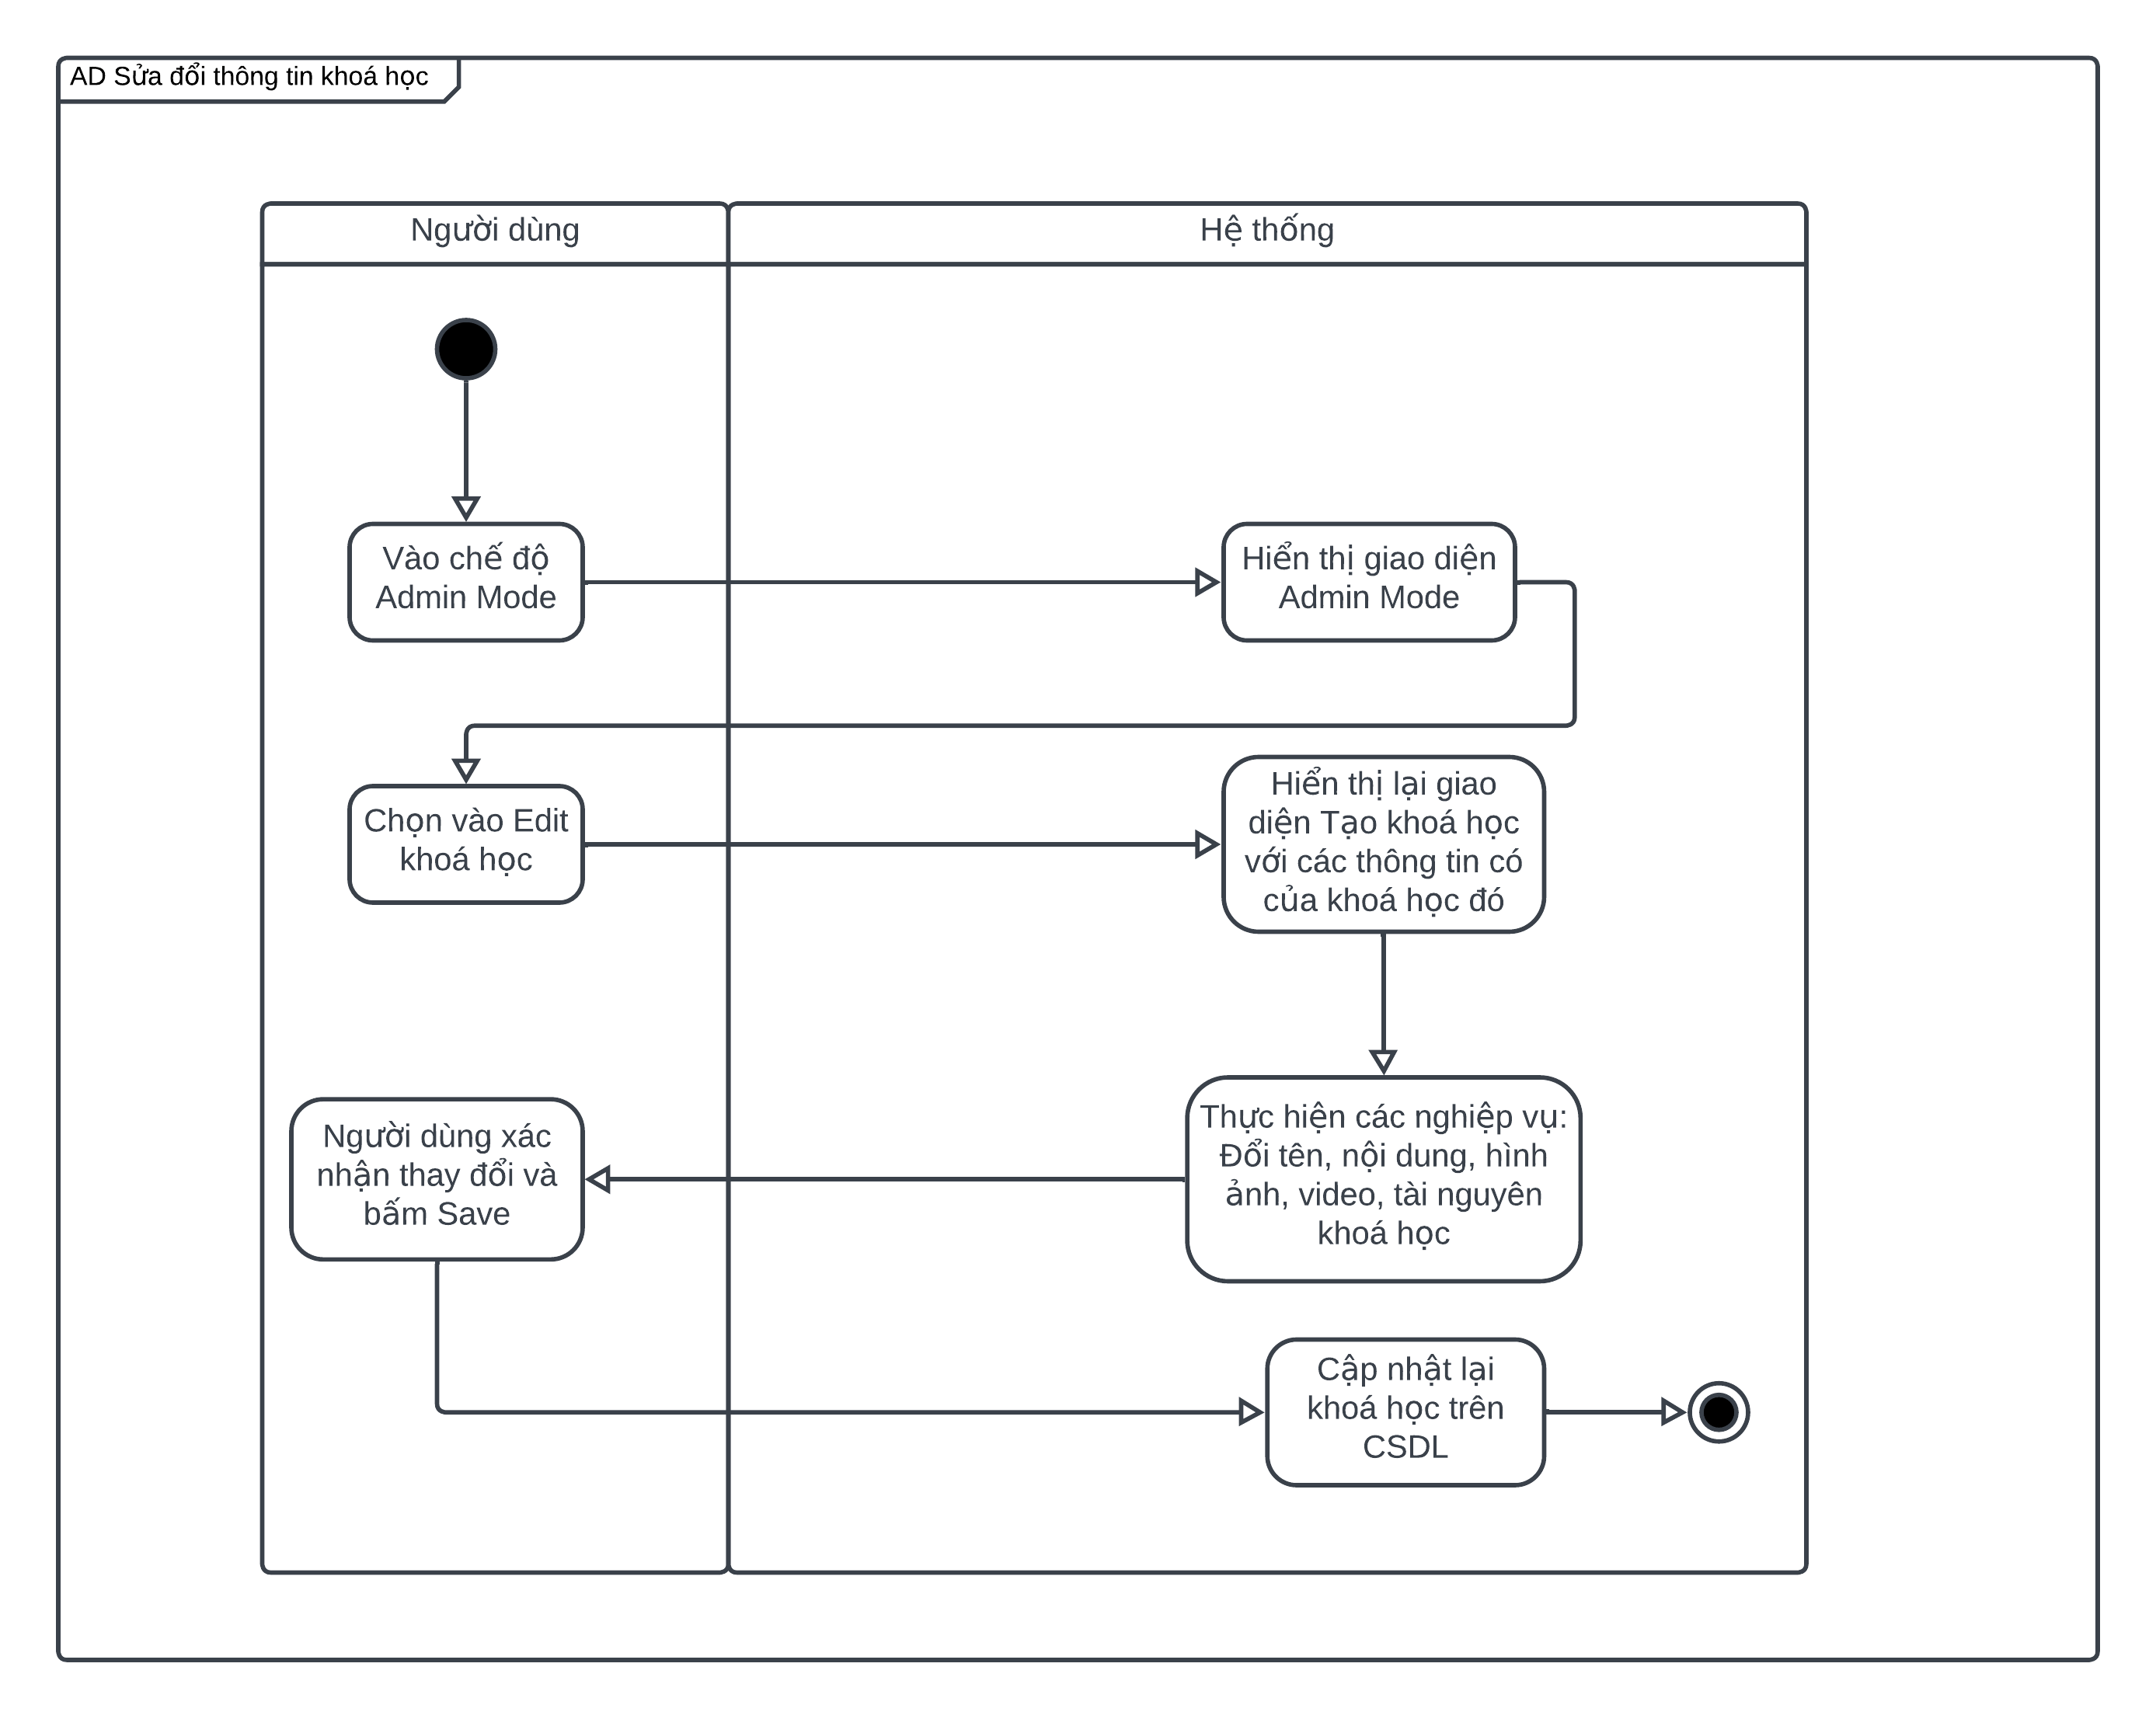 AD Sửa đổi thông tin khoá học
Người dùng
Hệ thống
Vào chế độ
Admin Mode
Hiển thị giao diện
Admin Mode
Chọn vào Edit
khoá học
Hiển thị lại giao
diện Tạo khoá học
với các thông tin có
của khoá học đó
Thực hiện các nghiệp vụ:
Đổi tên, nội dung, hình
ảnh, video, tài nguyên
khoá học
Người dùng xác
nhận thay đổi và
bấm Save
Cập nhật lại
khoá học trên
CSDL